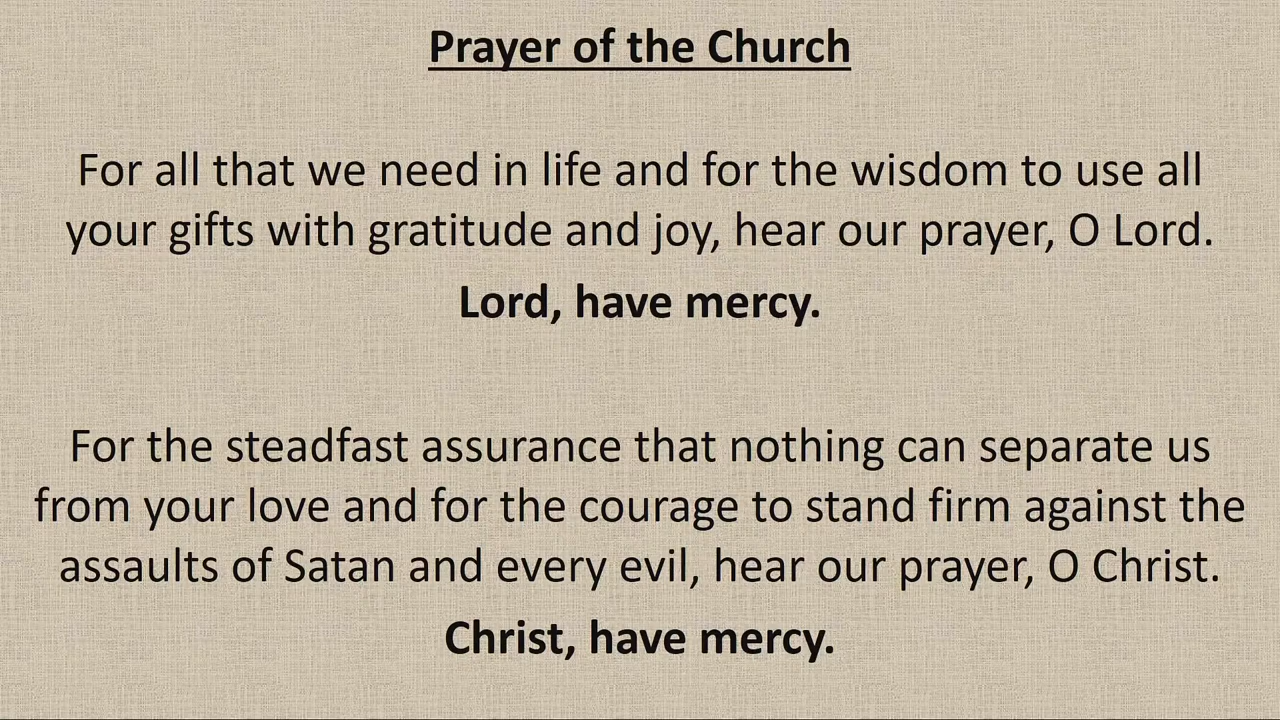 Prayer of the Church
For all that we need in life and for the wisdom to use all
your gifts with gratitude and joy, hear our prayer, O Lord.
Lord, have mercy.
For the steadfast assurance that nothing can separate us
from your love and for the courage to stand firm against the
assaults of Satan and every evil, hear our prayer, O Christ.
Christ, have mercy.